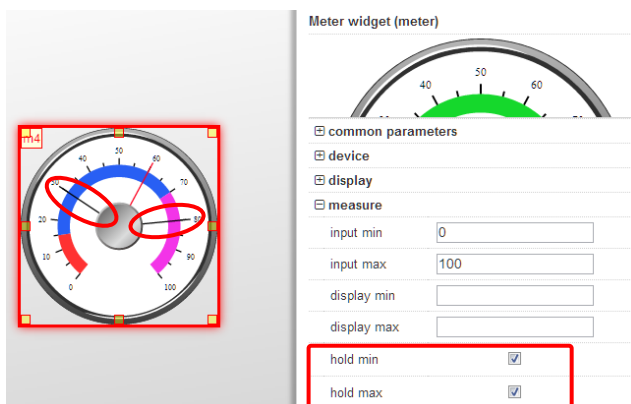 Meter widget (meter)
40
50
60
common parameters
device
display
measure
input min
0
input max
100
display min
display max
hold min
hold max
m4
0
10
20
30
40
50
60
70
80
90
100